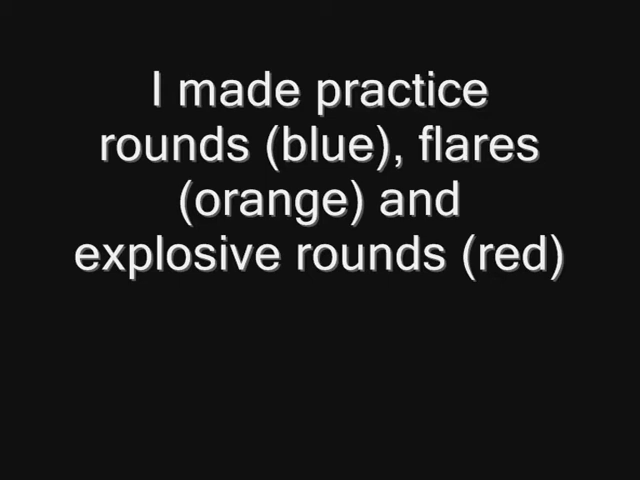 I made practice
rounds (blue), flares
(orange) and
explosive rounds (red)